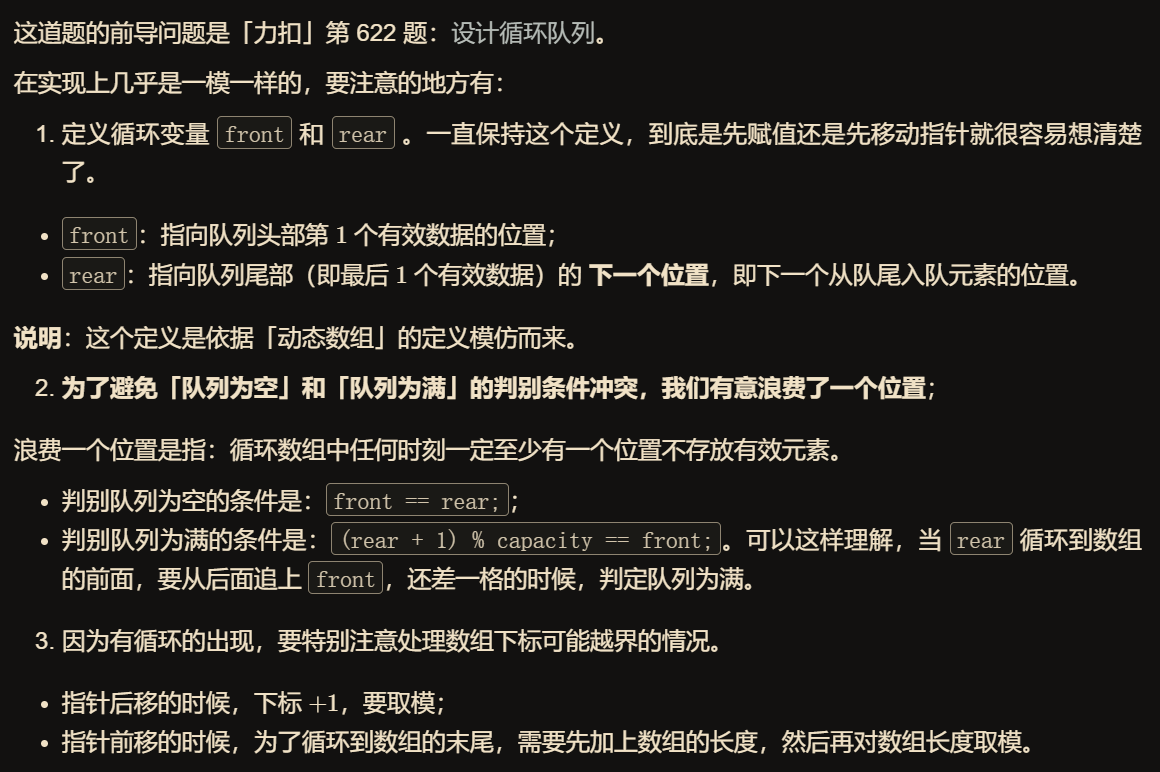 这道题的前导问题是「力扣」第 622 题：设计循环队列。
在实现上几乎是一模一样的，要注意的地方有：
1. 定义循环变量 front 和 rear 。一直保持这个定义，到底是先赋值还是先移动指针就很容易想清楚
了。
• front：指向队列头部第 1 个有效数据的位置；
• rear：指向队列尾部（即最后 1 个有效数据）的 下一个位置，即下一个从队尾入队元素的位置。
说明：这个定义是依据「动态数组」的定义模仿而来。
2. 为了避免「队列为空」和「队列为满」的判别条件冲突，我们有意浪费了一个位置；
浪费一个位置是指：循环数组中任何时刻一定至少有一个位置不存放有效元素。
• 判别队列为空的条件是：front == rear;；
• 判别队列为满的条件是：(rear + 1) % capacity == front;。可以这样理解，当 rear 循环到数组
的前面，要从后面追上 front，还差一格的时候，判定队列为满。
3. 因为有循环的出现，要特别注意处理数组下标可能越界的情况。
• 指针后移的时候，下标 +1，要取模；
• 指针前移的时候，为了循环到数组的末尾，需要先加上数组的长度，然后再对数组长度取模。